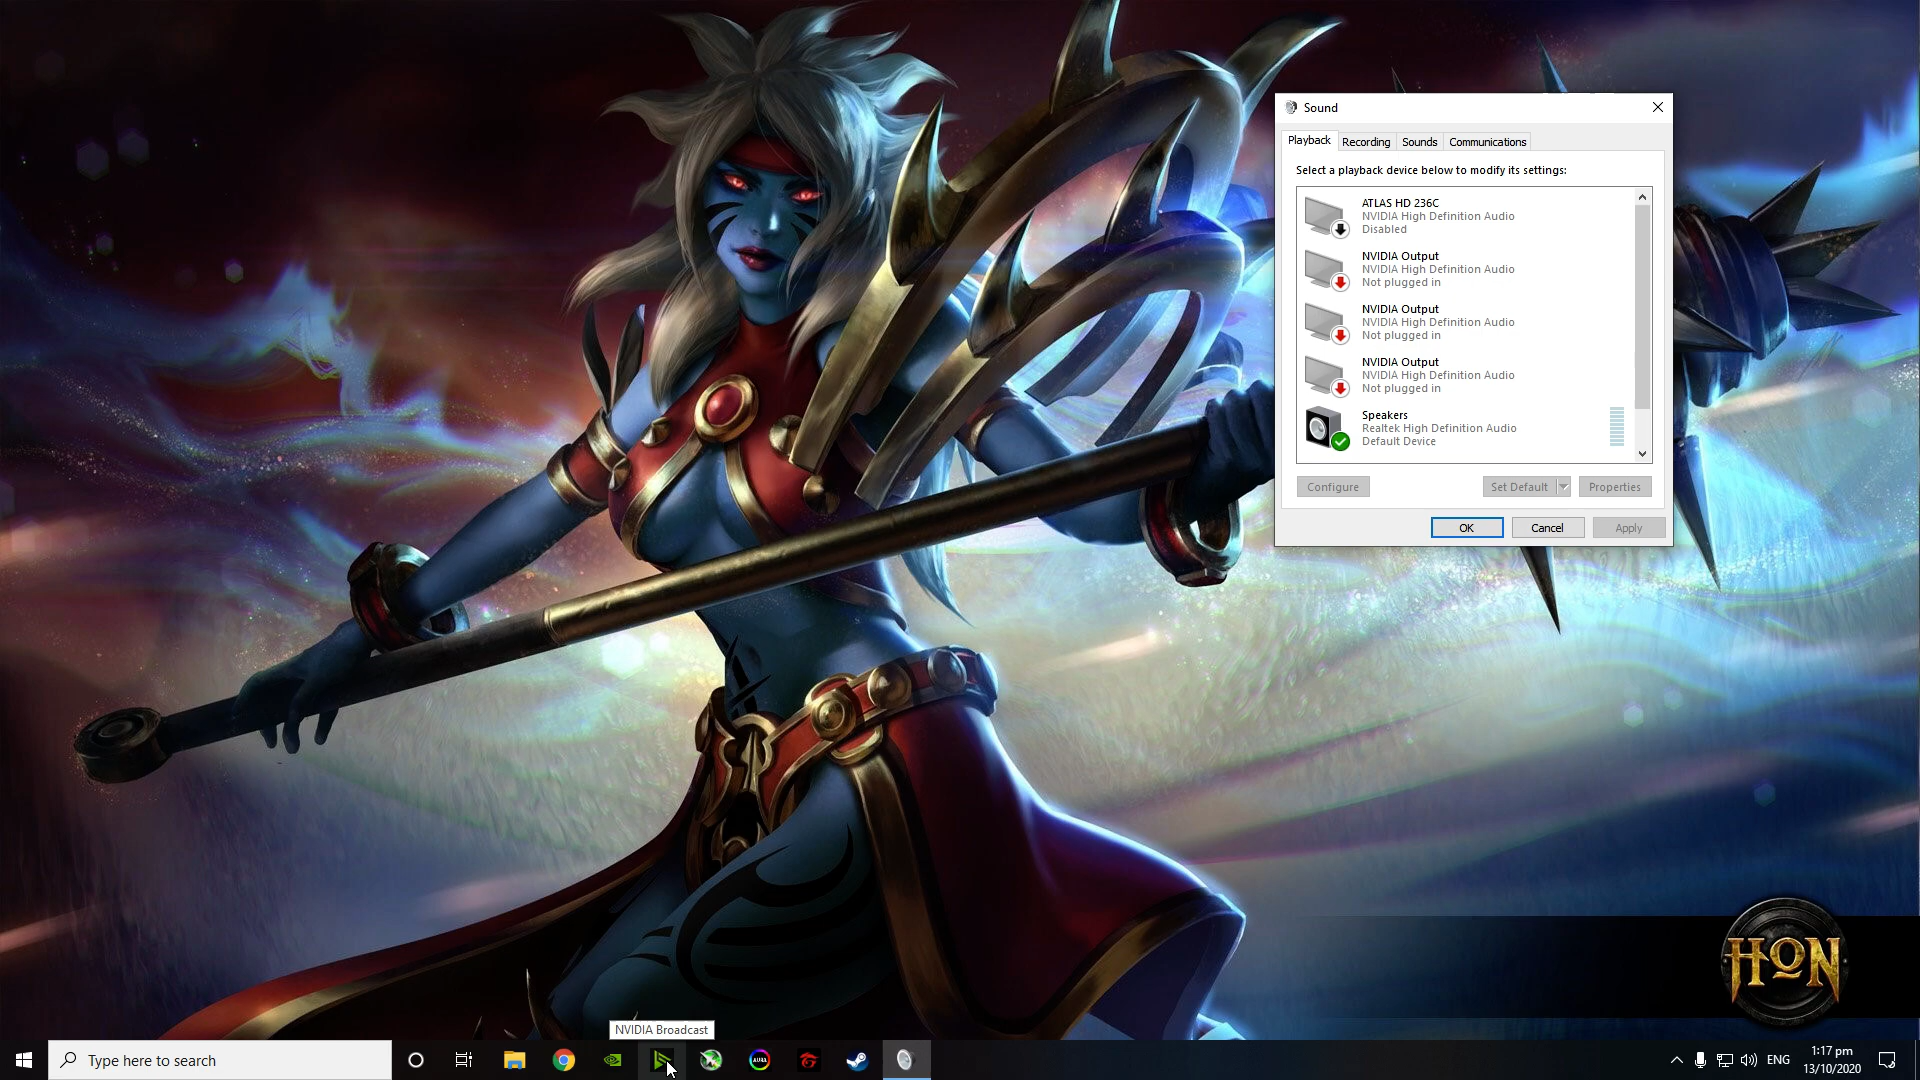 Sound
Playback
Recording
Sounds
Communications
Select a playback device below to modify its settings:
ATLAS HD 236C
NVIDIA High Definition Audio
Disabled
NVIDIA Output
NVIDIA High Definition Audio
Not plugged in
NVIDIA Output
NVIDIA High Definition Audio
Not plugged in
NVIDIA Output
NVIDIA High Definition Audio
Not plugged in
Speakers
Realtek High Definition Audio
Default Device
Configure
Set Default
Properties
OK
Cancel
Apply
HON
NVIDIA Broadcast
Type here to search
AURA
ENG
1:17 pm
13/10/2020